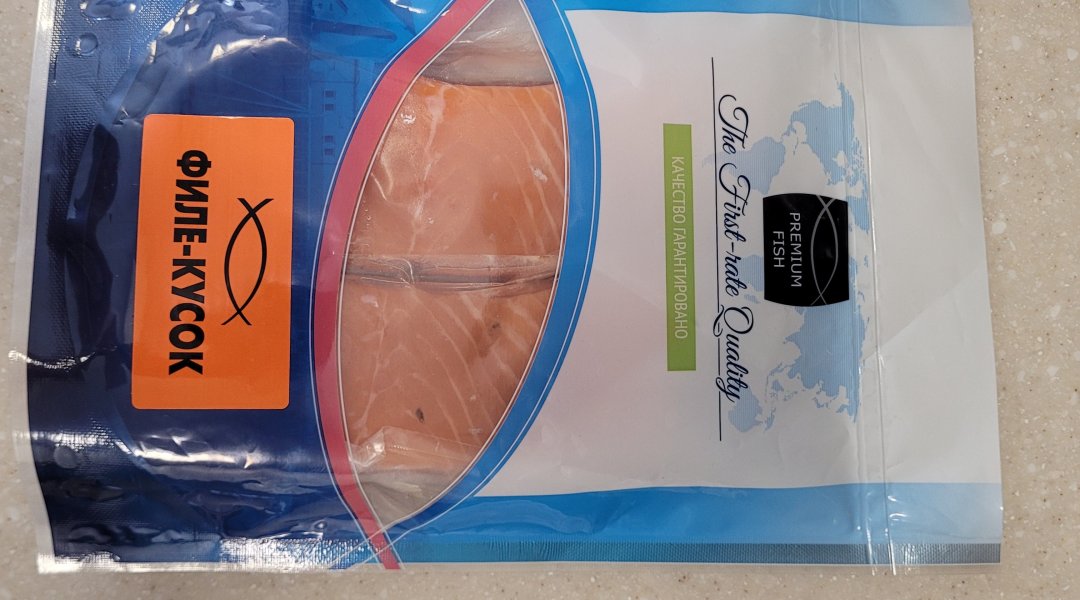 PREMIUM
FISH
The First-rate Quality
КАЧЕСТВО ГАРАНТИРОВАНО
ФИЛЕ-КУСОК